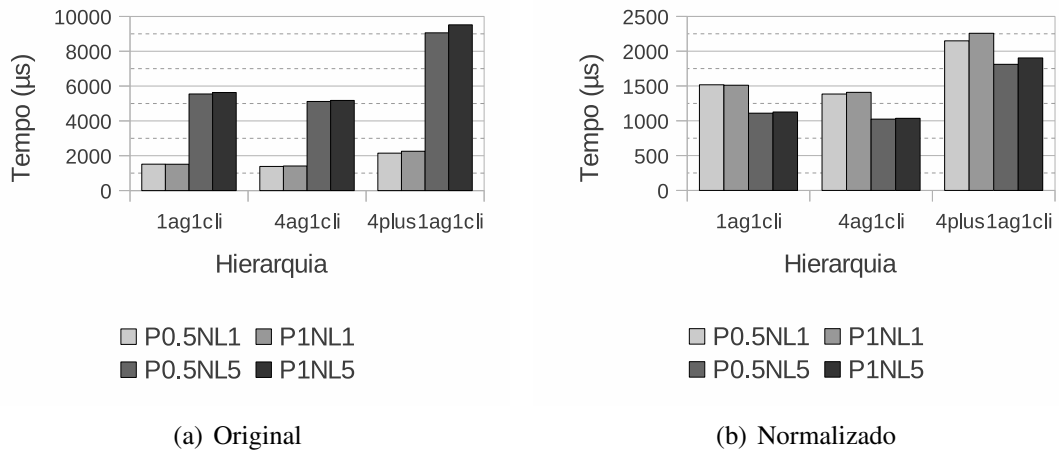 10000
8000
6000
4000
2000
0
Tempo (µs)
1ag1cli 4ag1cli 4plus1ag1cli
Hierarquia
P0.5NL1 P1NL1
P0.5NL5 P1NL5
(a) Original
2500
2000
1500
1000
500
0
Tempo (µs)
1ag1cli 4ag1cli 4plus1ag1cli
Hierarquia
P0.5NL1 P1NL1
P0.5NL5 P1NL5
(b) Normalizado